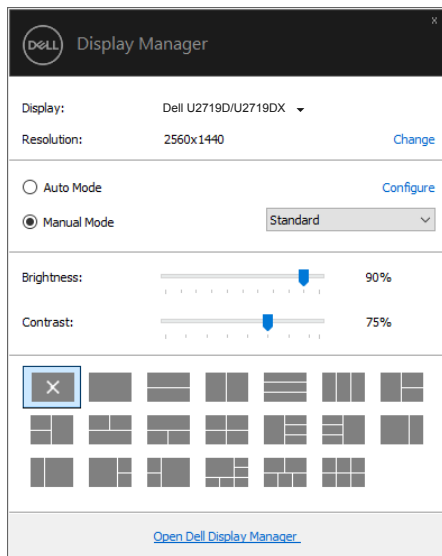 x
DELL Display Manager
Display: Dell U2719D/U2719DX
Resolution: 2560x1440 Change
Auto Mode Configure
Manual Mode Standard
Brightness: 90%
Contrast: 75%
Open Dell Display Manager